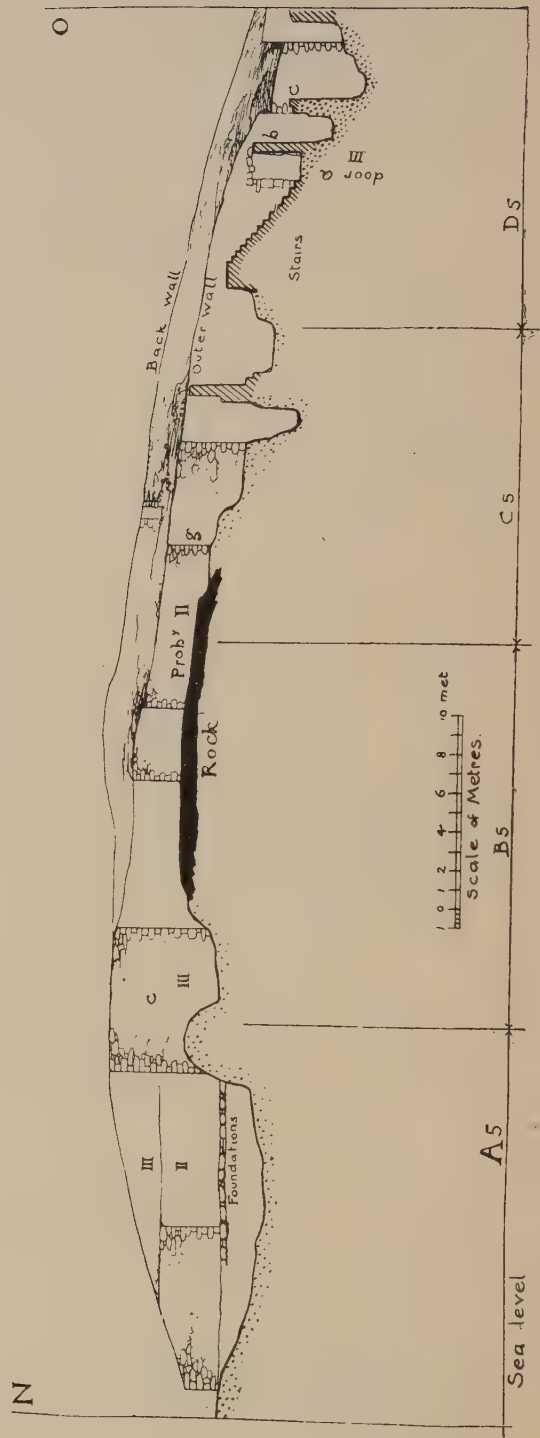 N
O
Back wall
Outer wall
III
c
III
II
Foundations
Rock
Prob^y II
g
Stairs
door a
III
b
c
1 0 1 2 4 6 8 10 met
Scale of Metres.
Sea level
A5
B5
C5
D5